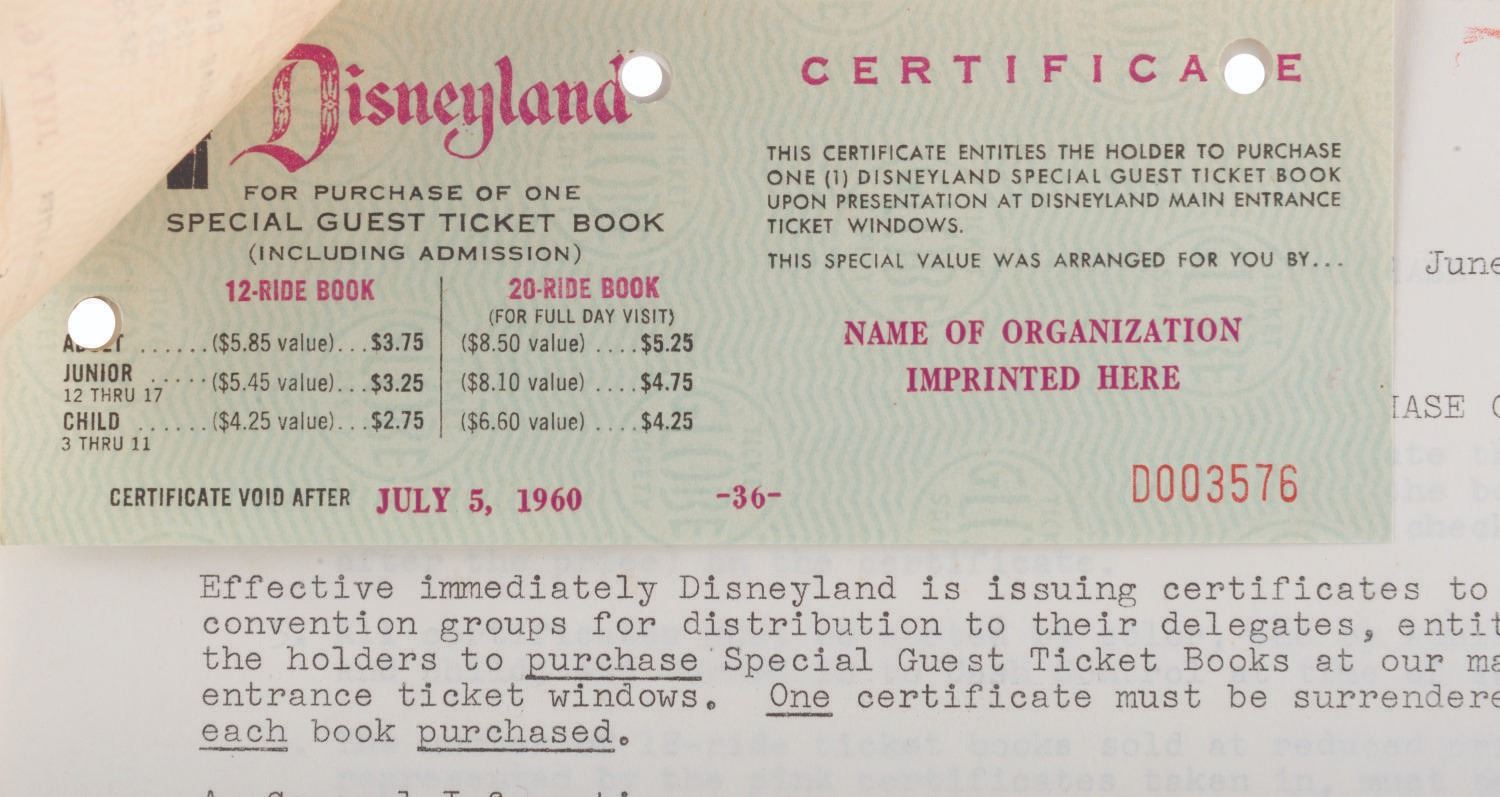 Disneyland
FOR PURCHASE OF ONE
SPECIAL GUEST TICKET BOOK
(INCLUDING ADMISSION)
12-RIDE BOOK
ADULT ......($5.85 value)...$3.75
JUNIOR .....($5.45 value)...$3.25
12 THRU 17
CHILD ......($4.25 value)...$2.75
3 THRU 11
20-RIDE BOOK
(FOR FULL DAY VISIT)
($8.50 value) ....$5.25
($8.10 value) ....$4.75
($6.60 value) ....$4.25
CERTIFICATE VOID AFTER JULY 5, 1960
-36-
CERTIFICATE
THIS CERTIFICATE ENTITLES THE HOLDER TO PURCHASE
ONE (1) DISNEYLAND SPECIAL GUEST TICKET BOOK
UPON PRESENTATION AT DISNEYLAND MAIN ENTRANCE
TICKET WINDOWS.
THIS SPECIAL VALUE WAS ARRANGED FOR YOU BY...
NAME OF ORGANIZATION
IMPRINTED HERE
D003576
June
Effective immediately Disneyland is issuing certificates to
convention groups for distribution to their delegates, entit
the holders to purchase Special Guest Ticket Books at our ma
entrance ticket windows. One certificate must be surrendere
each book purchased.